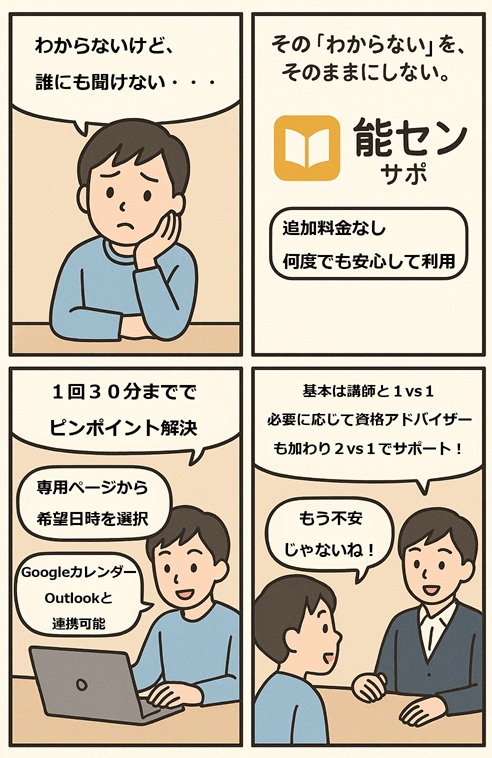 わからないけど、
誰にも聞けない・・・
その「わからない」を、
そのままにしない。
能セン
サポ
追加料金なし
何度でも安心して利用
１回３０分までで
ピンポイント解決
専用ページから
希望日時を選択
Googleカレンダー
Outlookと
連携可能
基本は講師と１vs１
必要に応じて資格アドバイザー
も加わり２vs１でサポート！
もう不安
じゃないね！